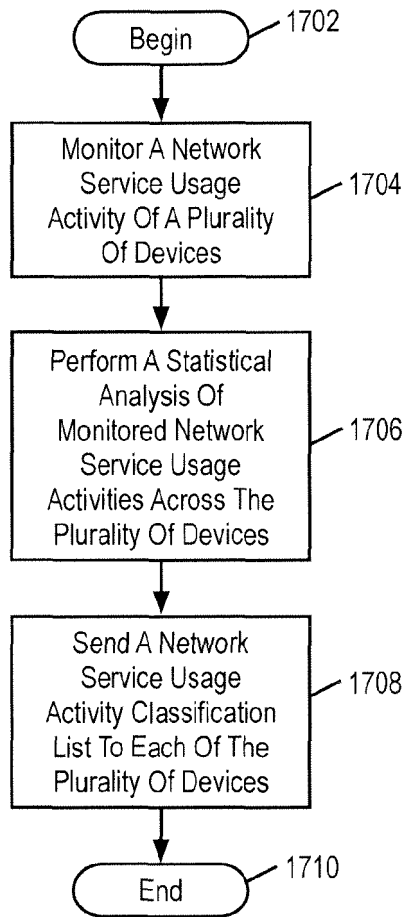 Begin
1702
Monitor A Network
Service Usage
Activity Of A Plurality
Of Devices
1704
Perform A Statistical
Analysis Of
Monitored Network
Service Usage
Activities Across The
Plurality Of Devices
1706
Send A Network
Service Usage
Activity Classification
List To Each Of The
Plurality Of Devices
1708
End
1710